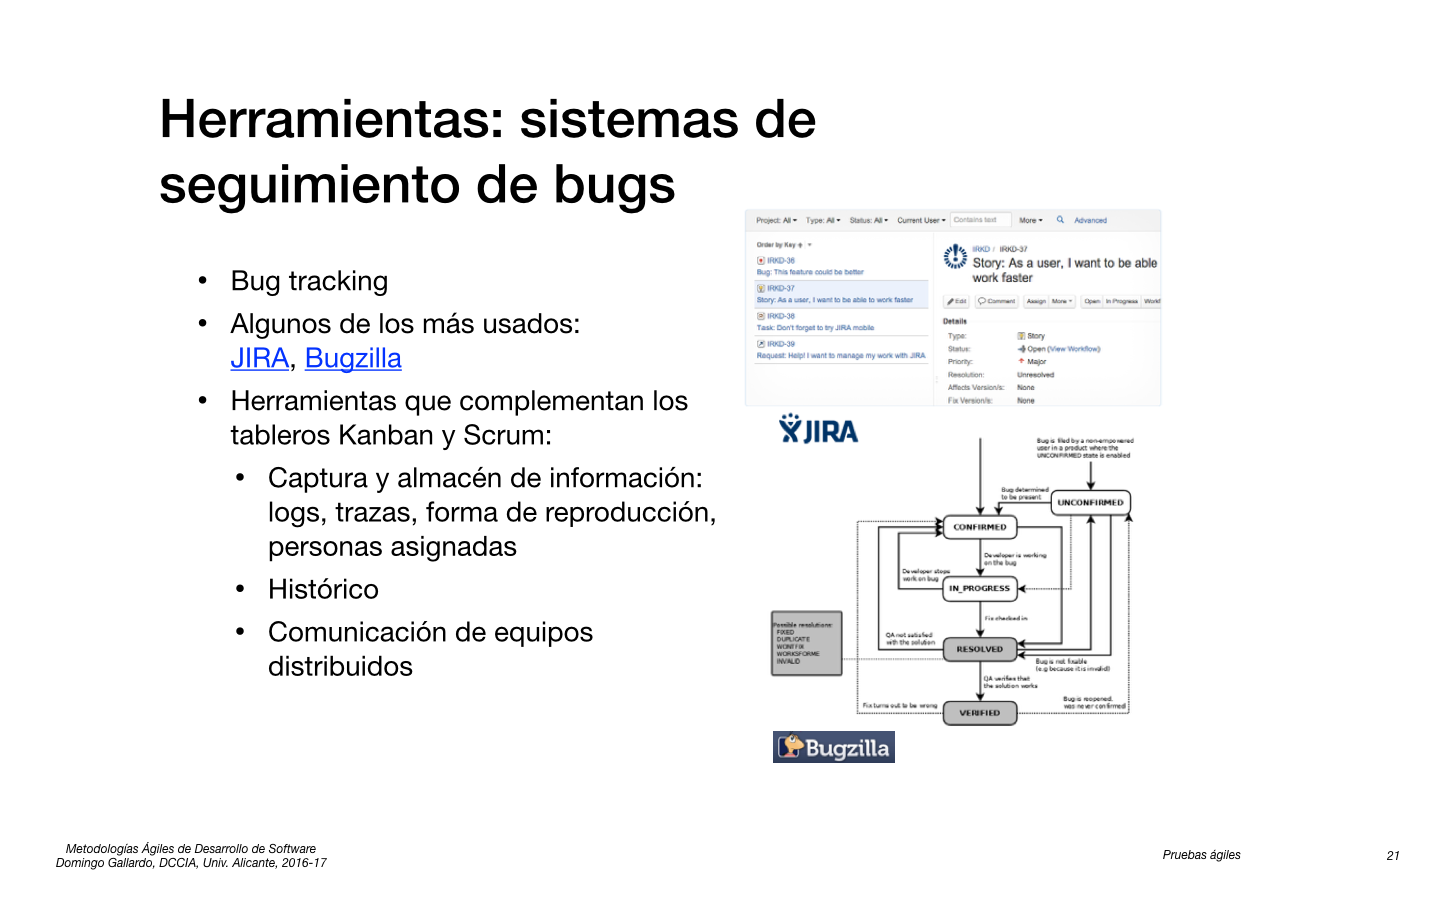 Herramientas: sistemas de
seguimiento de bugs
• Bug tracking
• Algunos de los más usados:
JIRA, Bugzilla
• Herramientas que complementan los
tableros Kanban y Scrum:
• Captura y almacén de información:
logs, trazas, forma de reproducción,
personas asignadas
• Histórico
• Comunicación de equipos
distribuidos
Project: All Type: All Status: All Current User Contains text More Advanced
Order by Key
IRKD-36
Bug: This feature could be better
IRKD-37
Story: As a user, I want to be able to work faster
IRKD-38
Task: Don't forget to try JIRA mobile
IRKD-39
Request: Help! I want to manage my work with JIRA
IRKD / IRKD-37
Story: As a user, I want to be able
work faster
Edit Comment Assign More Open In Progress Workf
Details
Type: Story
Status: Open (View Workflow)
Priority: Major
Resolution: Unresolved
Affects Version/s: None
Fix Version/s: None
JIRA
Bug is filed by a non-empowered
user in a product where the
UNCONFIRMED state is enabled
Bug determined
to be present
UNCONFIRMED
CONFIRMED
Developer is working
on the bug
Developer stops
work on bug
IN_PROGRESS
Fix checked in
Possible resolutions:
FIXED
DUPLICATE
WONTFIX
WORKSFORME
INVALID
QA not satisfied
with the solution
RESOLVED
Bug is not fixable
(e.g because it is invalid)
QA verifies that
the solution works
Bug is reopened,
was never confirmed
Fix turns out to be wrong
VERIFIED
Bugzilla
Metodologías Ágiles de Desarrollo de Software
Domingo Gallardo, DCCIA, Univ. Alicante, 2016-17
Pruebas ágiles
21